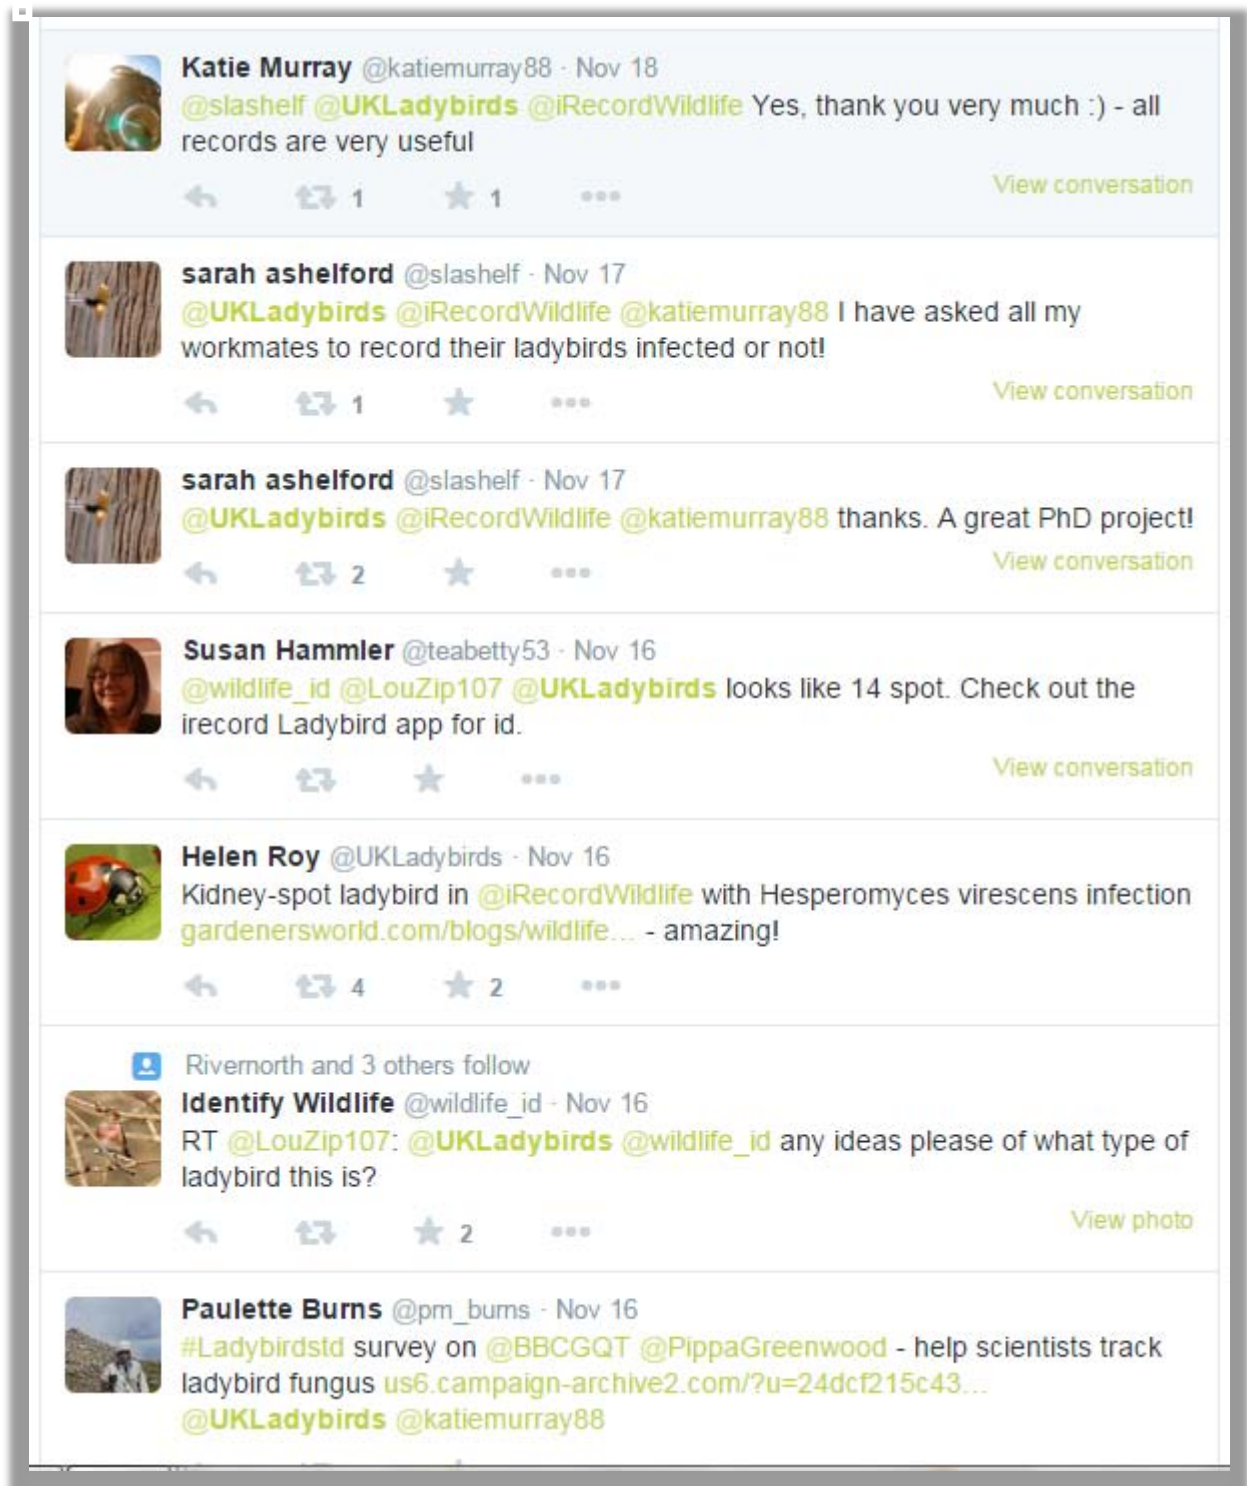 Katie Murray @katiemurray88 · Nov 18
@slashelf @UKLadybirds @iRecordWildlife Yes, thank you very much :) - all
records are very useful
1 1
View conversation
sarah ashelford @slashelf · Nov 17
@UKLadybirds @iRecordWildlife @katiemurray88 I have asked all my
workmates to record their ladybirds infected or not!
1
View conversation
sarah ashelford @slashelf · Nov 17
@UKLadybirds @iRecordWildlife @katiemurray88 thanks. A great PhD project!
2
View conversation
Susan Hammler @teabetty53 · Nov 16
@wildlife_id @LouZip107 @UKLadybirds looks like 14 spot. Check out the
irecord Ladybird app for id.
View conversation
Helen Roy @UKLadybirds · Nov 16
Kidney-spot ladybird in @iRecordWildlife with Hesperomyces virescens infection
gardenersworld.com/blogs/wildlife... - amazing!
4 2
Rivernorth and 3 others follow
Identify Wildlife @wildlife_id · Nov 16
RT @LouZip107: @UKLadybirds @wildlife_id any ideas please of what type of
ladybird this is?
2
View photo
Paulette Burns @pm_burns · Nov 16
#Ladybirdstd survey on @BBCGQT @PippaGreenwood - help scientists track
ladybird fungus us6.campaign-archive2.com/?u=24dcf215c43...
@UKLadybirds @katiemurray88